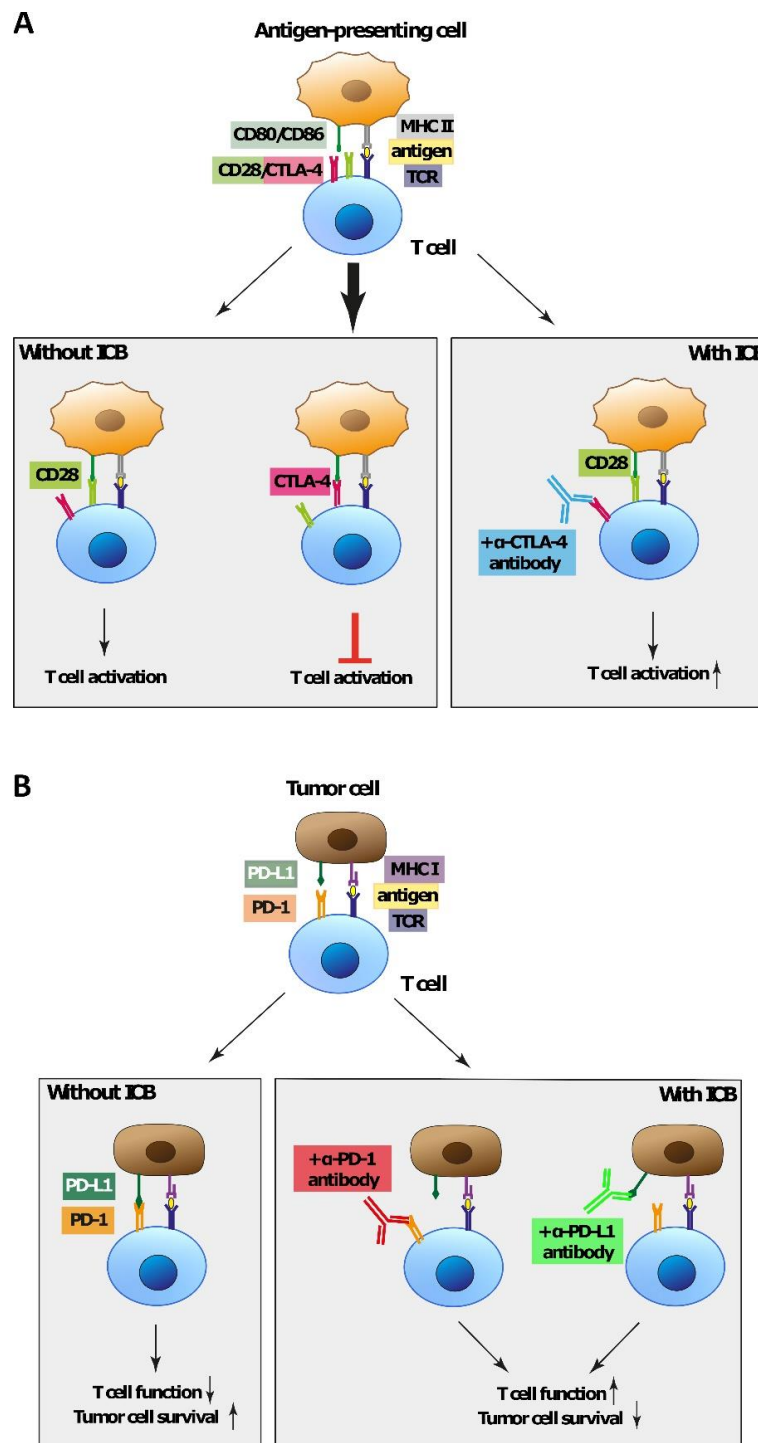 A
Antigen-presenting cell
CD80/CD86
MHC II
antigen
CD28/CTLA-4
TCR
T cell
Without ICB
With ICB
CD28
CTLA-4
CD28
+α-CTLA-4
antibody
T cell activation
T cell activation
T cell activation ↑
B
Tumor cell
PD-L1
MHC I
antigen
PD-1
TCR
T cell
Without ICB
With ICB
+α-PD-1
antibody
PD-L1
PD-1
+α-PD-L1
antibody
T cell function ↓
Tumor cell survival ↑
T cell function ↑
Tumor cell survival ↓